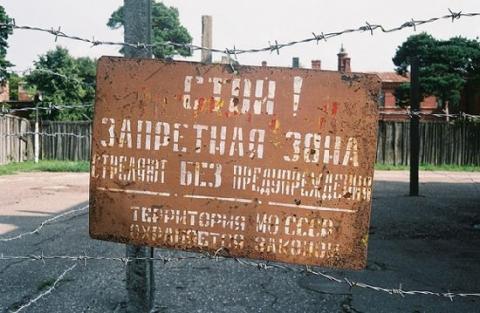 СТОЙ!
ЗАПРЕТНАЯ ЗОНА
СТРЕЛЯЮТ БЕЗ ПРЕДУПРЕЖДЕНИЯ
ТЕРРИТОРИЯ МО СССР
ОХРАНЯЕТСЯ ЗАКОНОМ